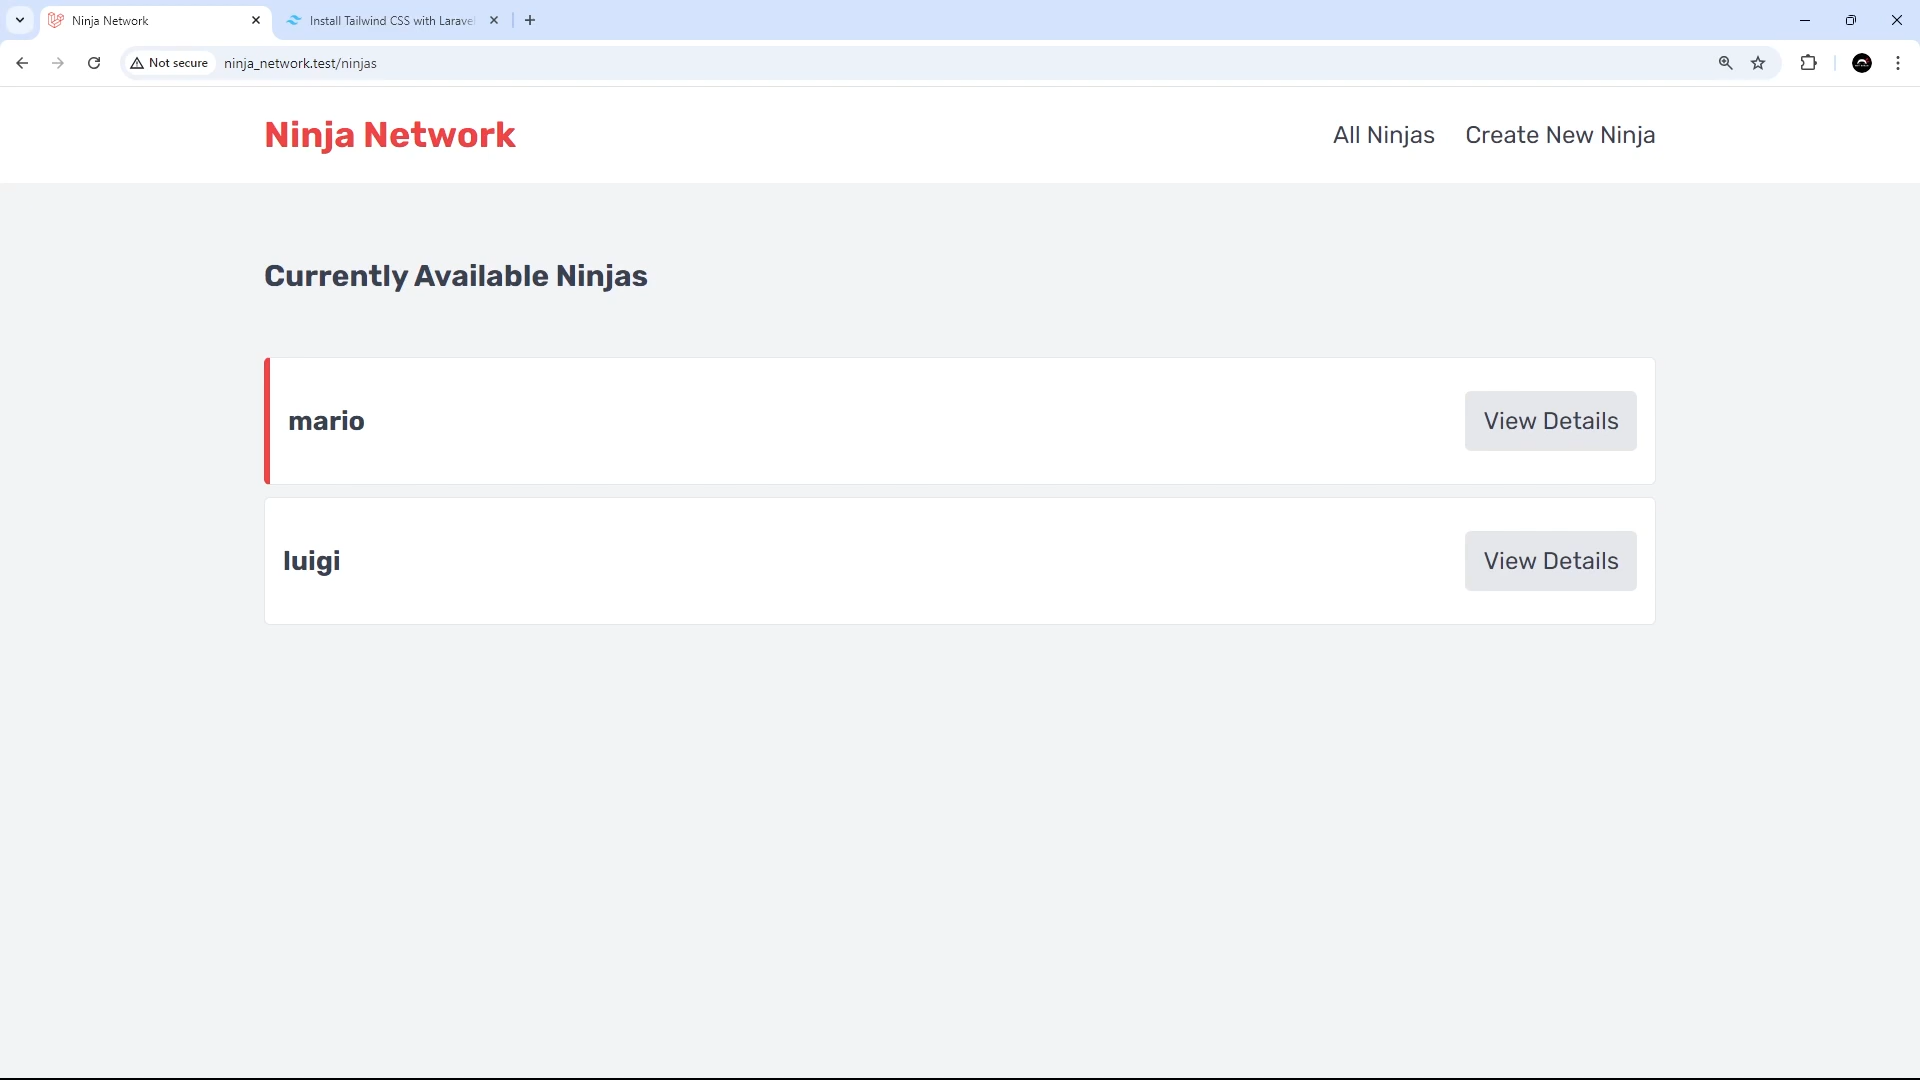 Ninja Network
Install Tailwind CSS with Laravel
Not secure
ninja_network.test/ninjas
Ninja Network
All Ninjas
Create New Ninja
Currently Available Ninjas
mario
View Details
luigi
View Details